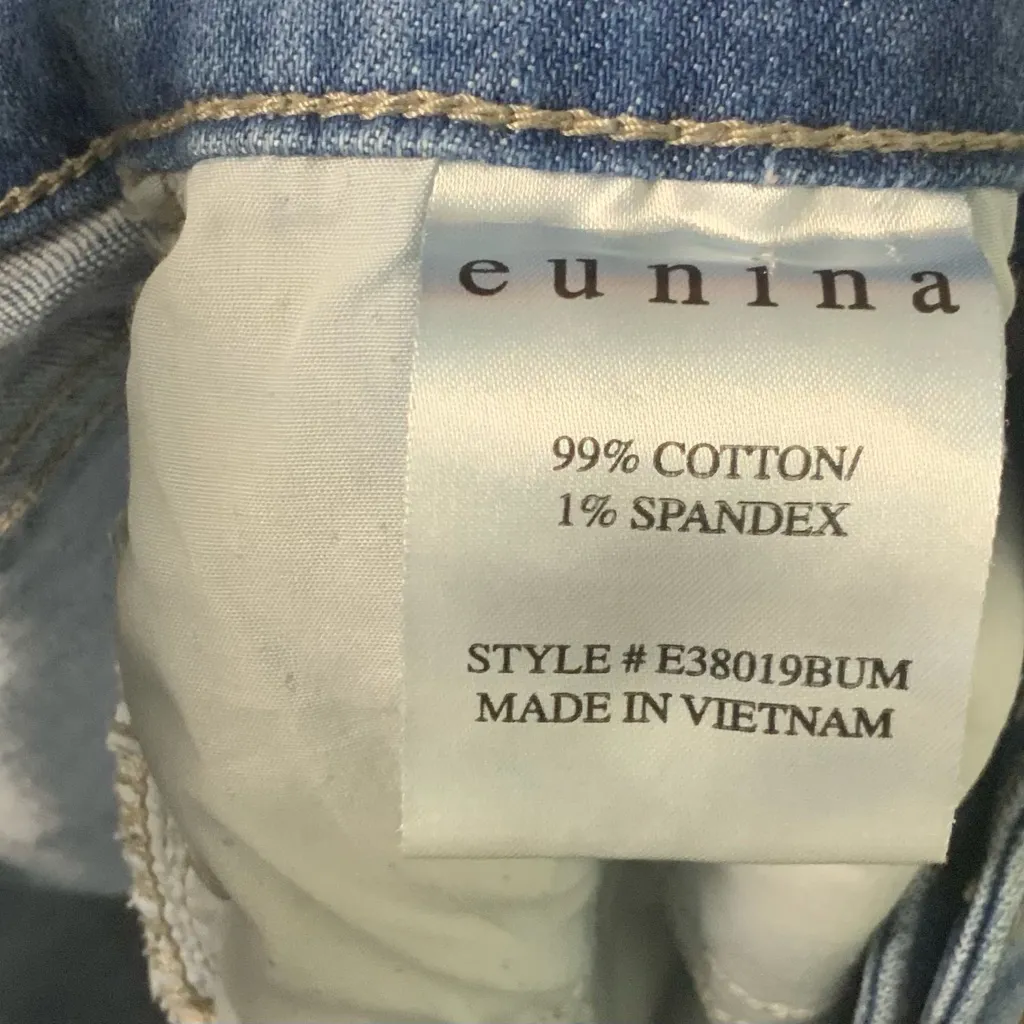 eunina
99% COTTON/
1% SPANDEX
STYLE # E38019BUM
MADE IN VIETNAM